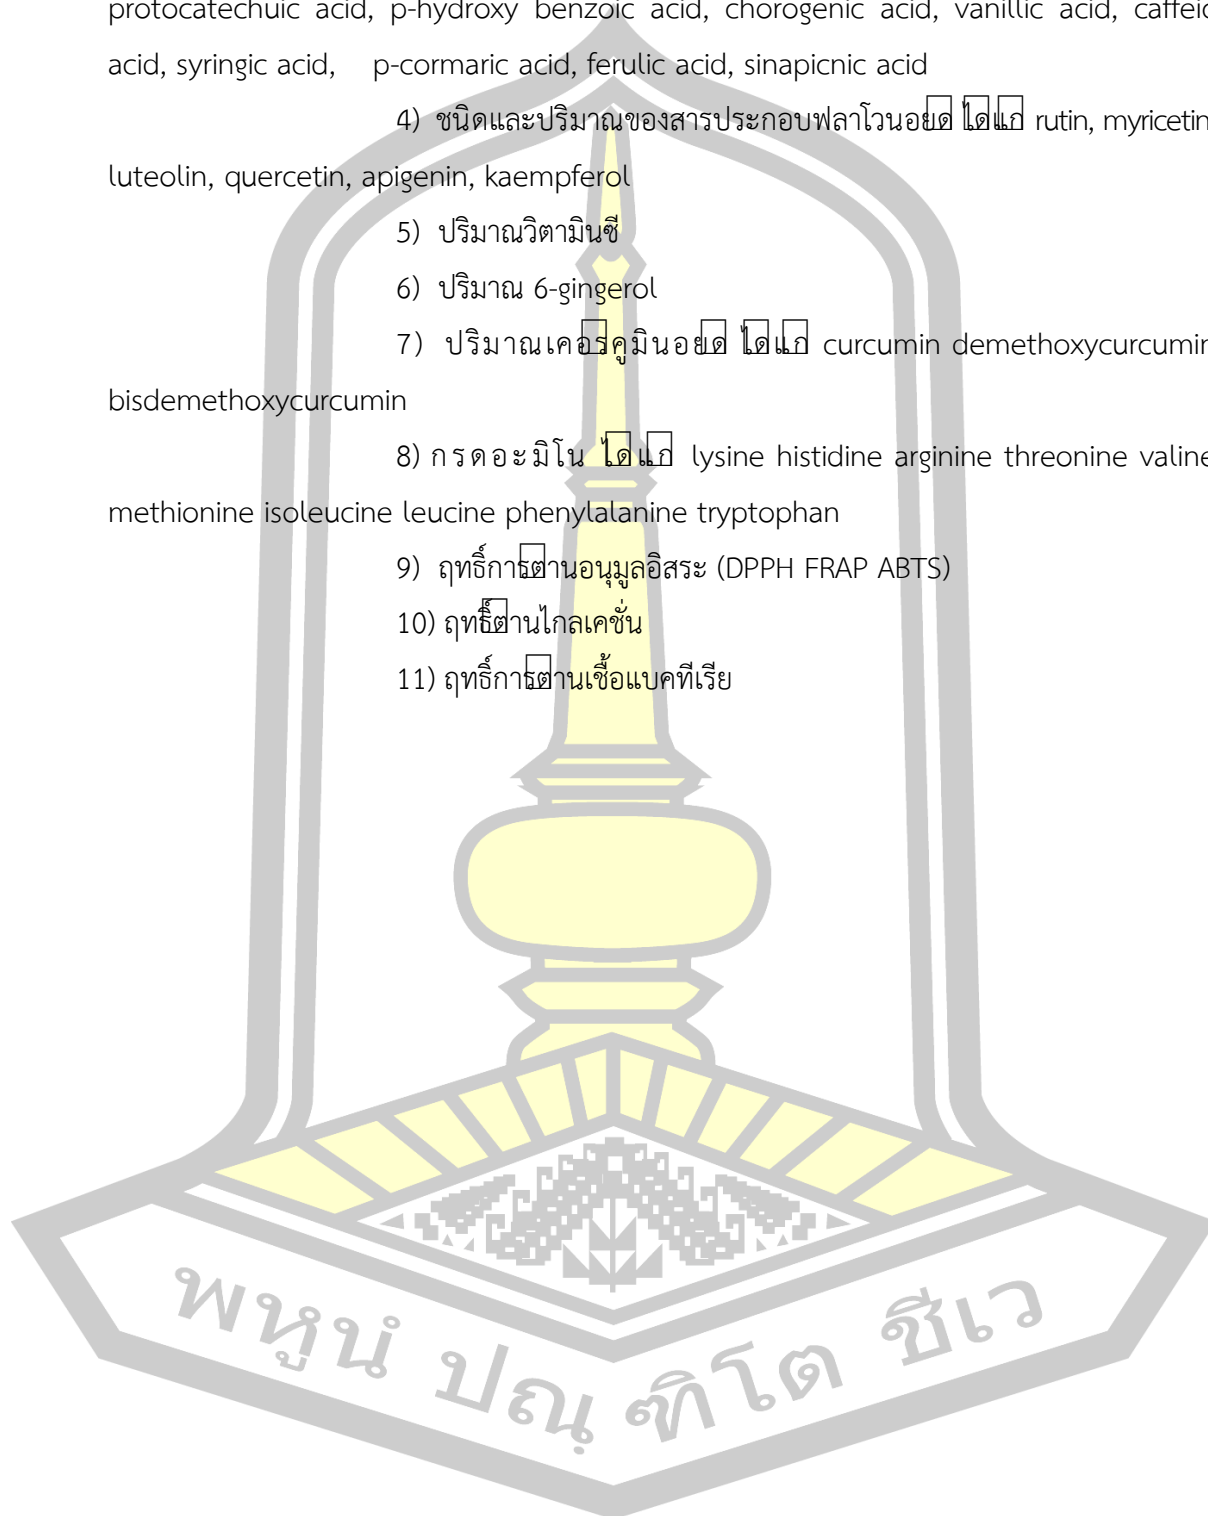 protocatechuic acid, p-hydroxy benzoic acid, chorogenic acid, vanillic acid, caffeic
acid, syringic acid, p-cormaric acid, ferulic acid, sinapicnic acid
4) ชนิดและปริมาณของสารประกอบฟลาโวนอยด์ ได้แก่ rutin, myricetin
luteolin, quercetin, apigenin, kaempferol
5) ปริมาณวิตามินซี
6) ปริมาณ 6-gingerol
7) ปริมาณเคอร์คูมินอยด์ ได้แก่ curcumin demethoxycurcumin
bisdemethoxycurcumin
8) กรดอะมิโน ได้แก่ lysine histidine arginine threonine valine
methionine isoleucine leucine phenylalanine tryptophan
9) ฤทธิ์การต้านอนุมูลอิสระ (DPPH FRAP ABTS)
10) ฤทธิ์ต้านไกลเคชั่น
11) ฤทธิ์การต้านเชื้อแบคทีเรีย
พหูนํ ปณฺฑิโต ชีเว